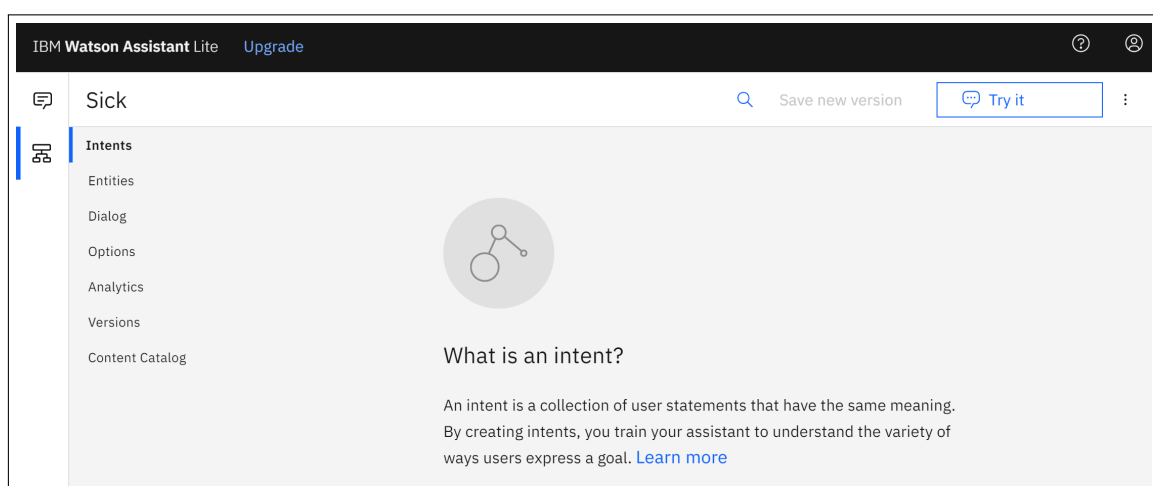 IBM Watson Assistant Lite Upgrade
Sick
Save new version
Try it
Intents
Entities
Dialog
Options
Analytics
Versions
Content Catalog
What is an intent?
An intent is a collection of user statements that have the same meaning.
By creating intents, you train your assistant to understand the variety of
ways users express a goal. Learn more